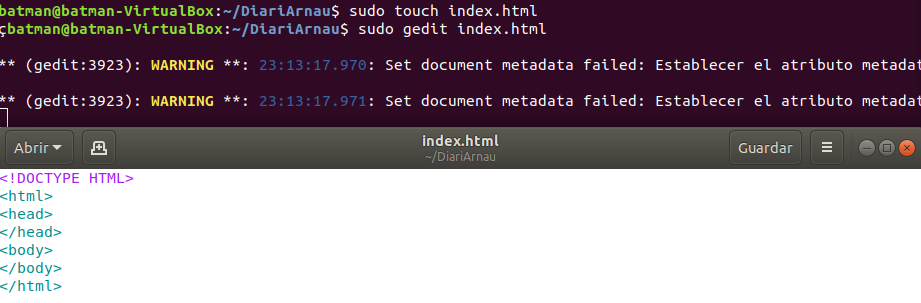 batman@batman-VirtualBox:~/DiariArnau$ sudo touch index.html
çbatman@batman-VirtualBox:~/DiariArnau$ sudo gedit index.html
** (gedit:3923): WARNING **: 23:13:17.970: Set document metadata failed: Establecer el atributo metadat
** (gedit:3923): WARNING **: 23:13:17.971: Set document metadata failed: Establecer el atributo metadat
Abrir index.html Guardar
~/DiariArnau
<!DOCTYPE HTML>
<html>
<head>
</head>
<body>
</body>
</html>